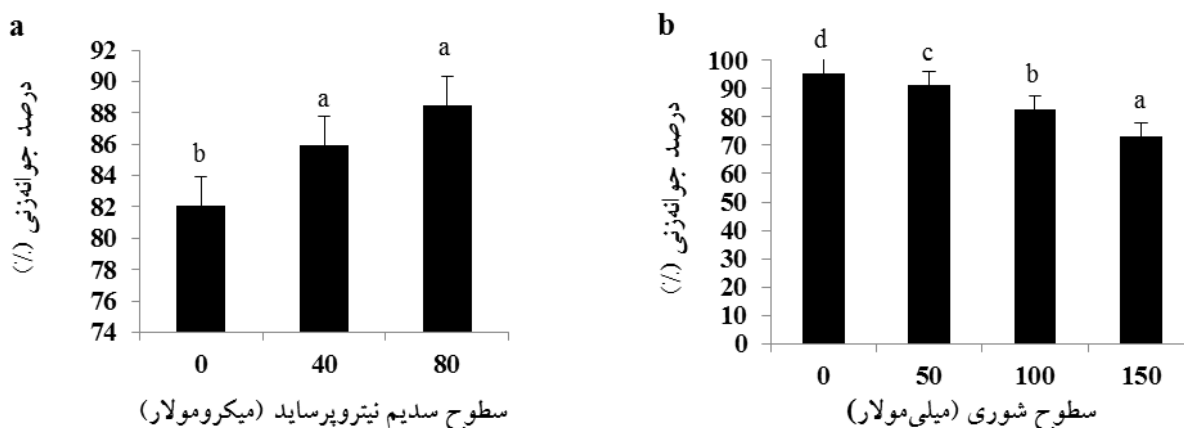 a
درصد جوانه‌زنی (٪)
92
90
88
86
84
82
80
78
76
74
b
a
a
0 40 80
سطوح سدیم نیتروپرساید (میکرومولار)
b
درصد جوانه‌زنی (٪)
100
90
80
70
60
50
40
30
20
10
0
d
c
b
a
0 50 100 150
سطوح شوری (میلی‌مولار)